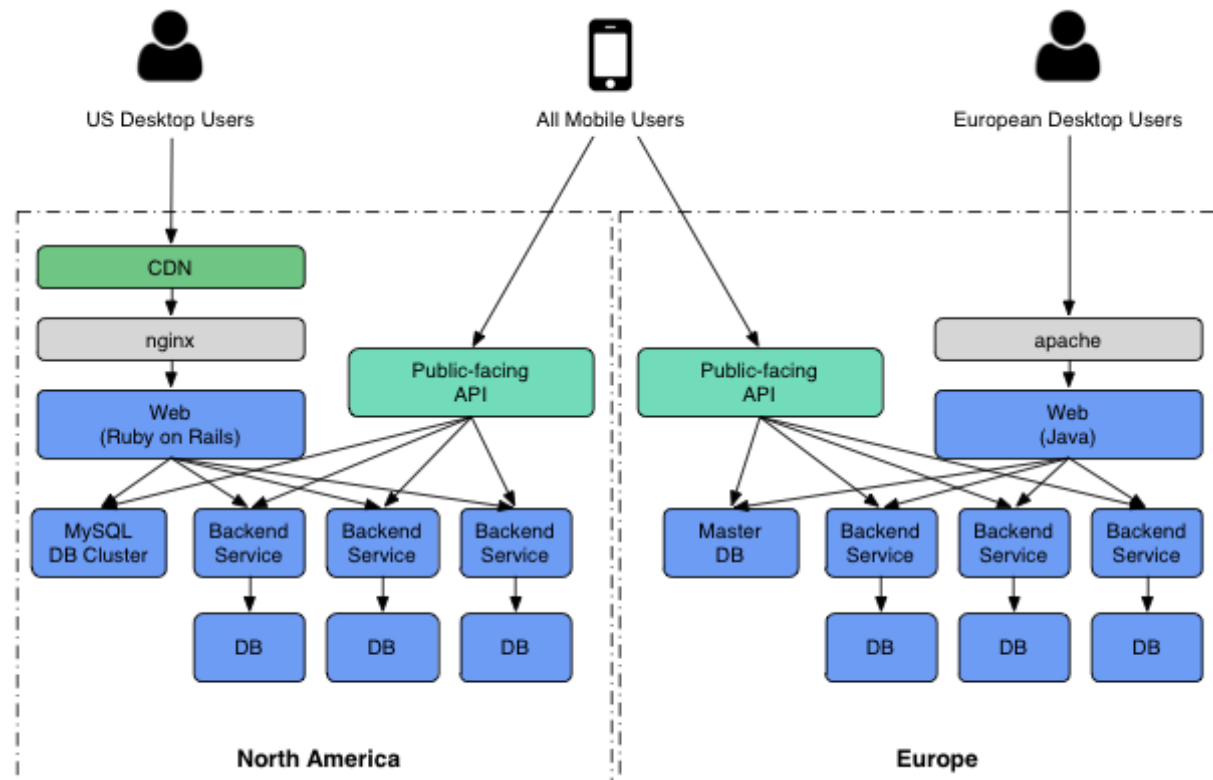 US Desktop Users
All Mobile Users
European Desktop Users
CDN
nginx
Web
(Ruby on Rails)
Public-facing
API
Public-facing
API
apache
Web
(Java)
MySQL
DB Cluster
Backend
Service
Backend
Service
Backend
Service
Master
DB
Backend
Service
Backend
Service
Backend
Service
DB
DB
DB
DB
DB
DB
North America
Europe